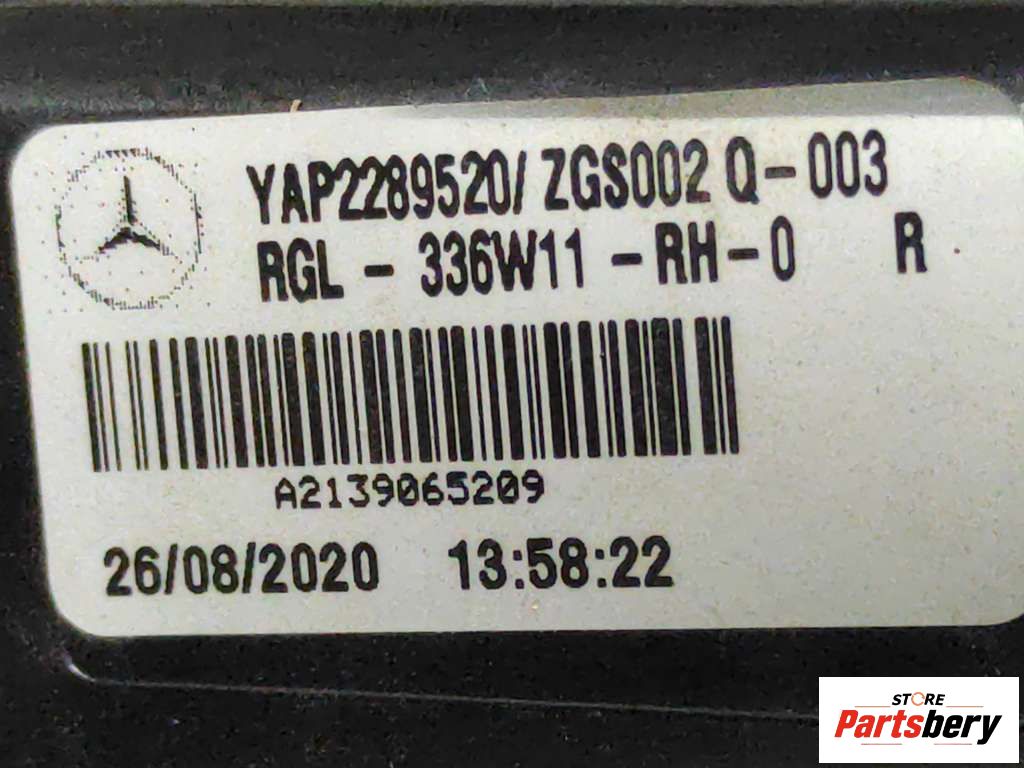 YAP2289520/ ZGS002 Q-003
RGL - 336W11 -RH-0 R
A2139065209
26/08/2020 13:58:22
STORE
Partsbery